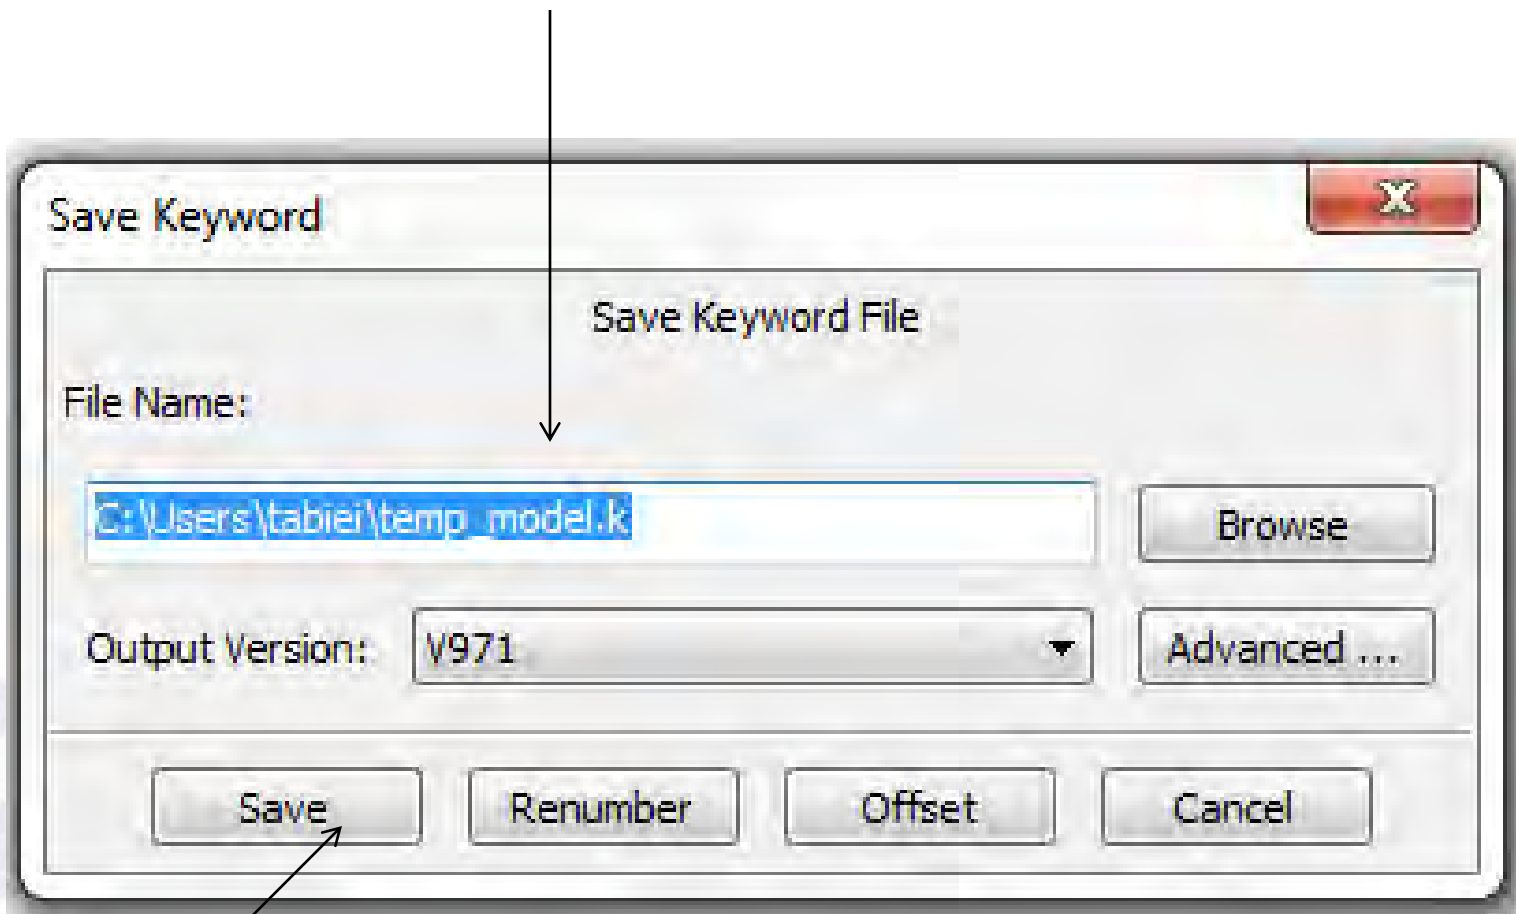 Save Keyword
Save Keyword File
File Name:
C:\Users\tabiei\temp_model.k
Browse
Output Version:
V971
Advanced ...
Save
Renumber
Offset
Cancel